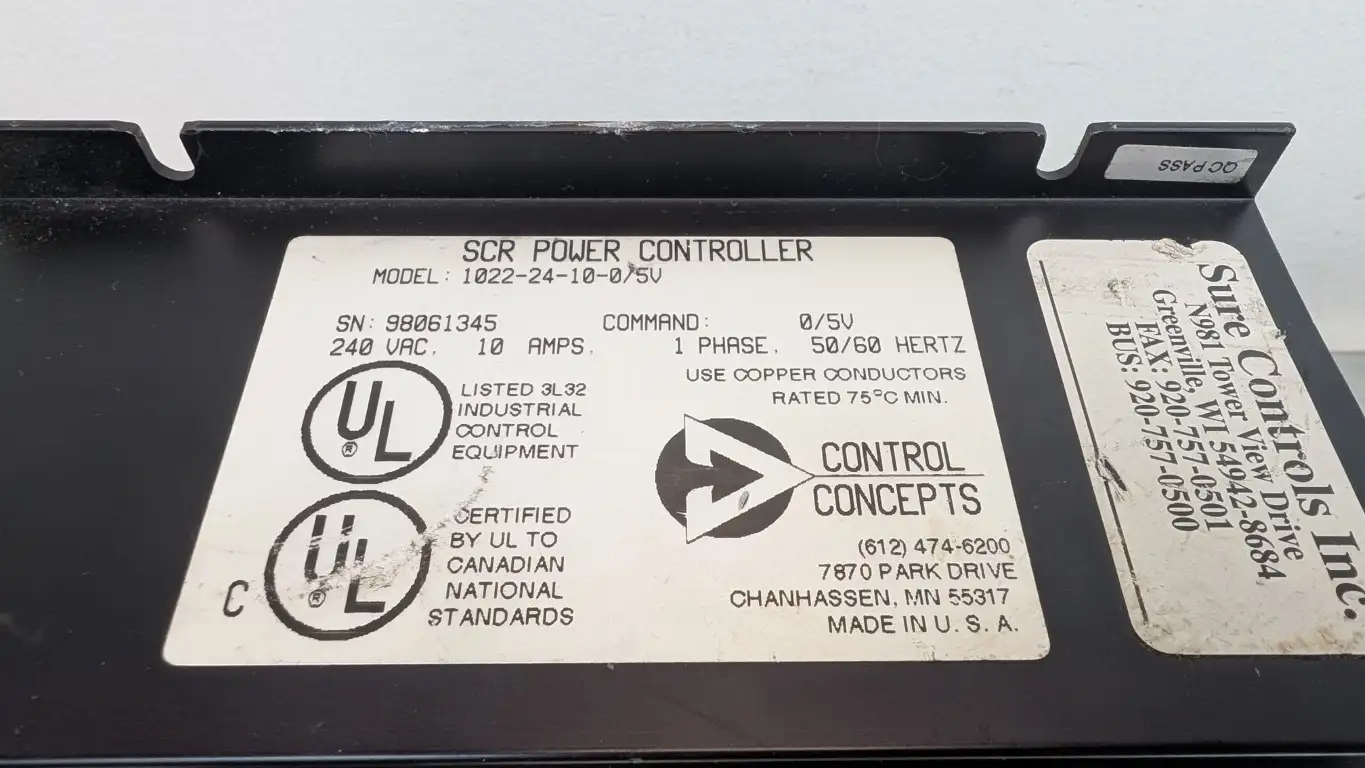 QC PASS
SCR POWER CONTROLLER
MODEL: 1022-24-10-0/5V
SN: 98061345 COMMAND: 0/5V
240 VAC. 10 AMPS. 1 PHASE. 50/60 HERTZ
USE COPPER CONDUCTORS
RATED 75°C MIN.
UL
®
LISTED 3L32
INDUSTRIAL
CONTROL
EQUIPMENT
C
UL
®
CERTIFIED
BY UL TO
CANADIAN
NATIONAL
STANDARDS
CONTROL
CONCEPTS
(612) 474-6200
7870 PARK DRIVE
CHANHASSEN, MN 55317
MADE IN U. S. A.
Sure Controls Inc.
N981 Tower View Drive
Greenville, WI 54942-8684
FAX: 920-757-0501
BUS: 920-757-0500